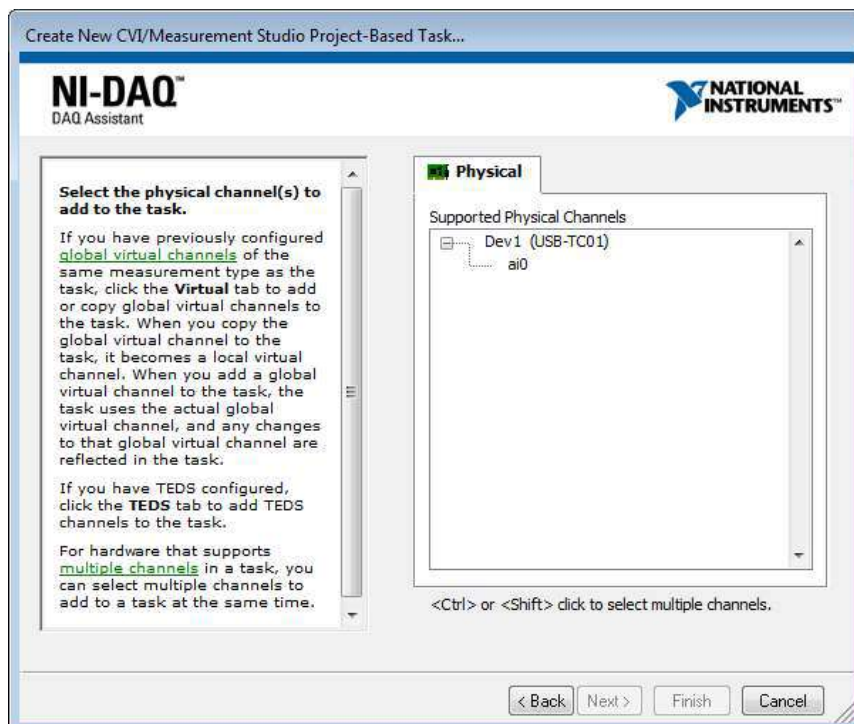 Create New CVI/Measurement Studio Project-Based Task...
NI-DAQ™
DAQ Assistant
NATIONAL
INSTRUMENTS™
Select the physical channel(s) to
add to the task.
If you have previously configured
global virtual channels of the
same measurement type as the
task, click the Virtual tab to add
or copy global virtual channels to
the task. When you copy the
global virtual channel to the
task, it becomes a local virtual
channel. When you add a global
virtual channel to the task, the
task uses the actual global
virtual channel, and any changes
to that global virtual channel are
reflected in the task.
If you have TEDS configured,
click the TEDS tab to add TEDS
channels to the task.
For hardware that supports
multiple channels in a task, you
can select multiple channels to
add to a task at the same time.
Physical
Supported Physical Channels
Dev1 (USB-TC01)
ai0
<Ctrl> or <Shift> click to select multiple channels.
< Back Next > Finish Cancel